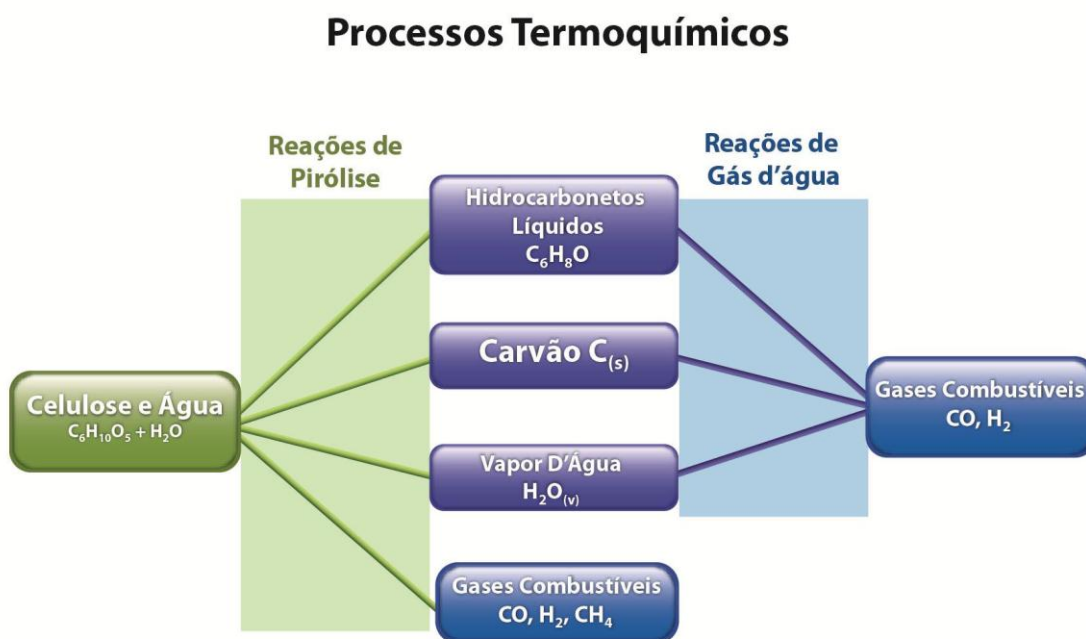 Processos Termoquímicos
Reações de
Pirólise
Reações de
Gás d'água
Hidrocarbonetos
Líquidos
C₆H₈O
Carvão C₍s₎
Celulose e Água
C₆H₁₀O₅ + H₂O
Gases Combustíveis
CO, H₂
Vapor D'Água
H₂O₍v₎
Gases Combustíveis
CO, H₂, CH₄